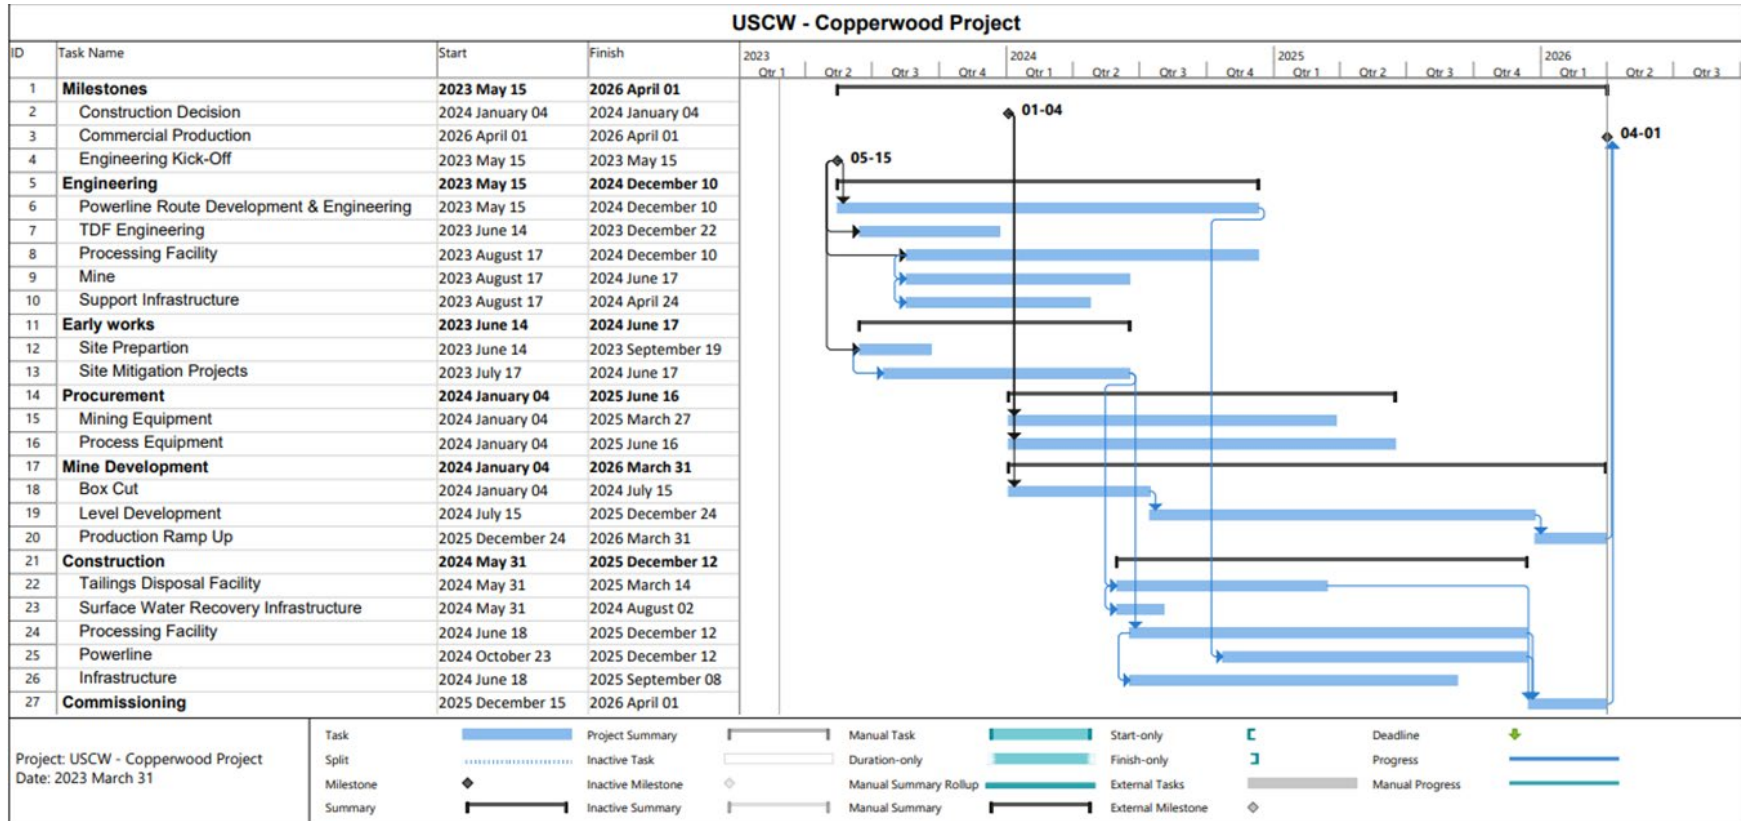 USCW - Copperwood Project
ID Task Name Start Finish 2023 2024 2025 2026
Qtr 1 Qtr 2 Qtr 3 Qtr 4 Qtr 1 Qtr 2 Qtr 3 Qtr 4 Qtr 1 Qtr 2 Qtr 3 Qtr 4 Qtr 1 Qtr 2 Qtr 3
1 Milestones 2023 May 15 2026 April 01
2 Construction Decision 2024 January 04 2024 January 04 01-04
3 Commercial Production 2026 April 01 2026 April 01 04-01
4 Engineering Kick-Off 2023 May 15 2023 May 15 05-15
5 Engineering 2023 May 15 2024 December 10
6 Powerline Route Development & Engineering 2023 May 15 2024 December 10
7 TDF Engineering 2023 June 14 2023 December 22
8 Processing Facility 2023 August 17 2024 December 10
9 Mine 2023 August 17 2024 June 17
10 Support Infrastructure 2023 August 17 2024 April 24
11 Early works 2023 June 14 2024 June 17
12 Site Prepartion 2023 June 14 2023 September 19
13 Site Mitigation Projects 2023 July 17 2024 June 17
14 Procurement 2024 January 04 2025 June 16
15 Mining Equipment 2024 January 04 2025 March 27
16 Process Equipment 2024 January 04 2025 June 16
17 Mine Development 2024 January 04 2026 March 31
18 Box Cut 2024 January 04 2024 July 15
19 Level Development 2024 July 15 2025 December 24
20 Production Ramp Up 2025 December 24 2026 March 31
21 Construction 2024 May 31 2025 December 12
22 Tailings Disposal Facility 2024 May 31 2025 March 14
23 Surface Water Recovery Infrastructure 2024 May 31 2024 August 02
24 Processing Facility 2024 June 18 2025 December 12
25 Powerline 2024 October 23 2025 December 12
26 Infrastructure 2024 June 18 2025 September 08
27 Commissioning 2025 December 15 2026 April 01
Project: USCW - Copperwood Project
Date: 2023 March 31
Task Project Summary Manual Task Start-only Deadline
Split Inactive Task Duration-only Finish-only Progress
Milestone Inactive Milestone Manual Summary Rollup External Tasks Manual Progress
Summary Inactive Summary Manual Summary External Milestone